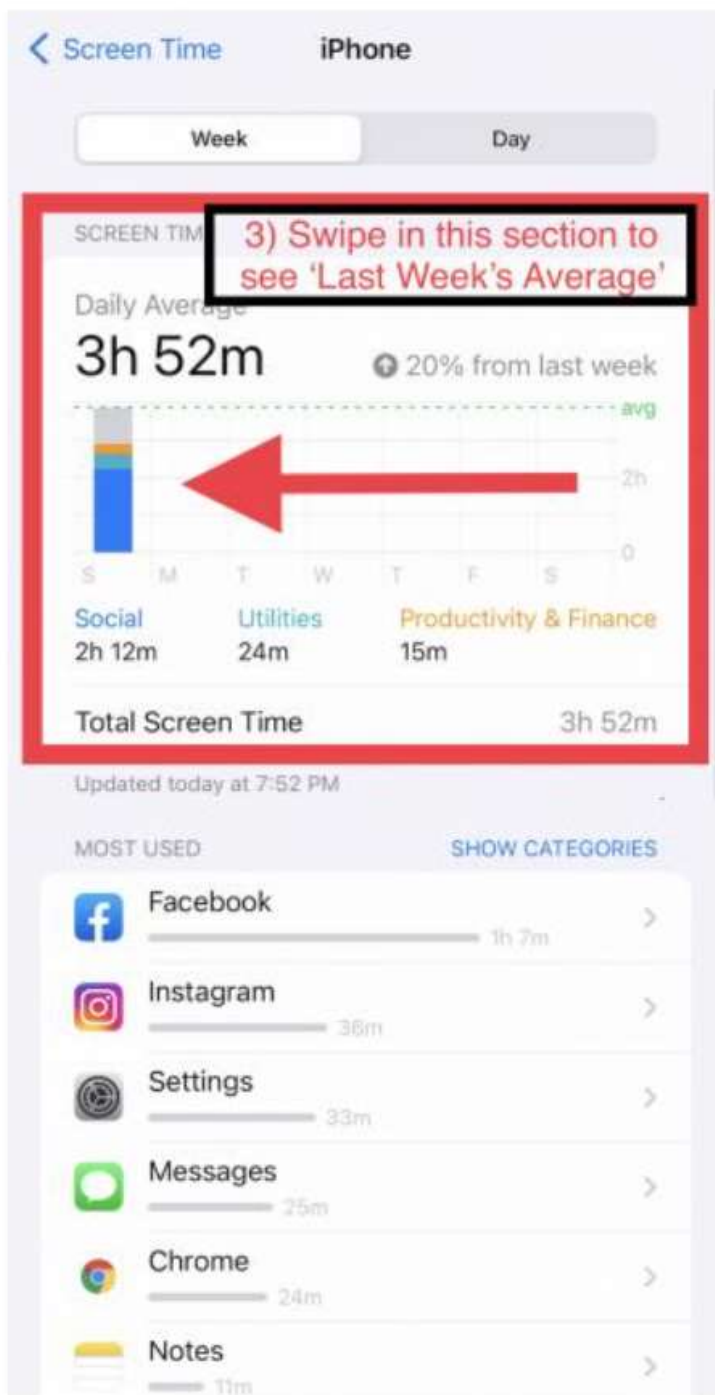 Screen Time iPhone
Week Day
SCREEN TIM
3) Swipe in this section to
see ‘Last Week’s Average’
Daily Average
3h 52m 20% from last week
avg
2h
0
S M T W T F S
Social Utilities Productivity & Finance
2h 12m 24m 15m
Total Screen Time 3h 52m
Updated today at 7:52 PM
MOST USED SHOW CATEGORIES
Facebook
1h 7m
Instagram
36m
Settings
33m
Messages
25m
Chrome
24m
Notes
11m